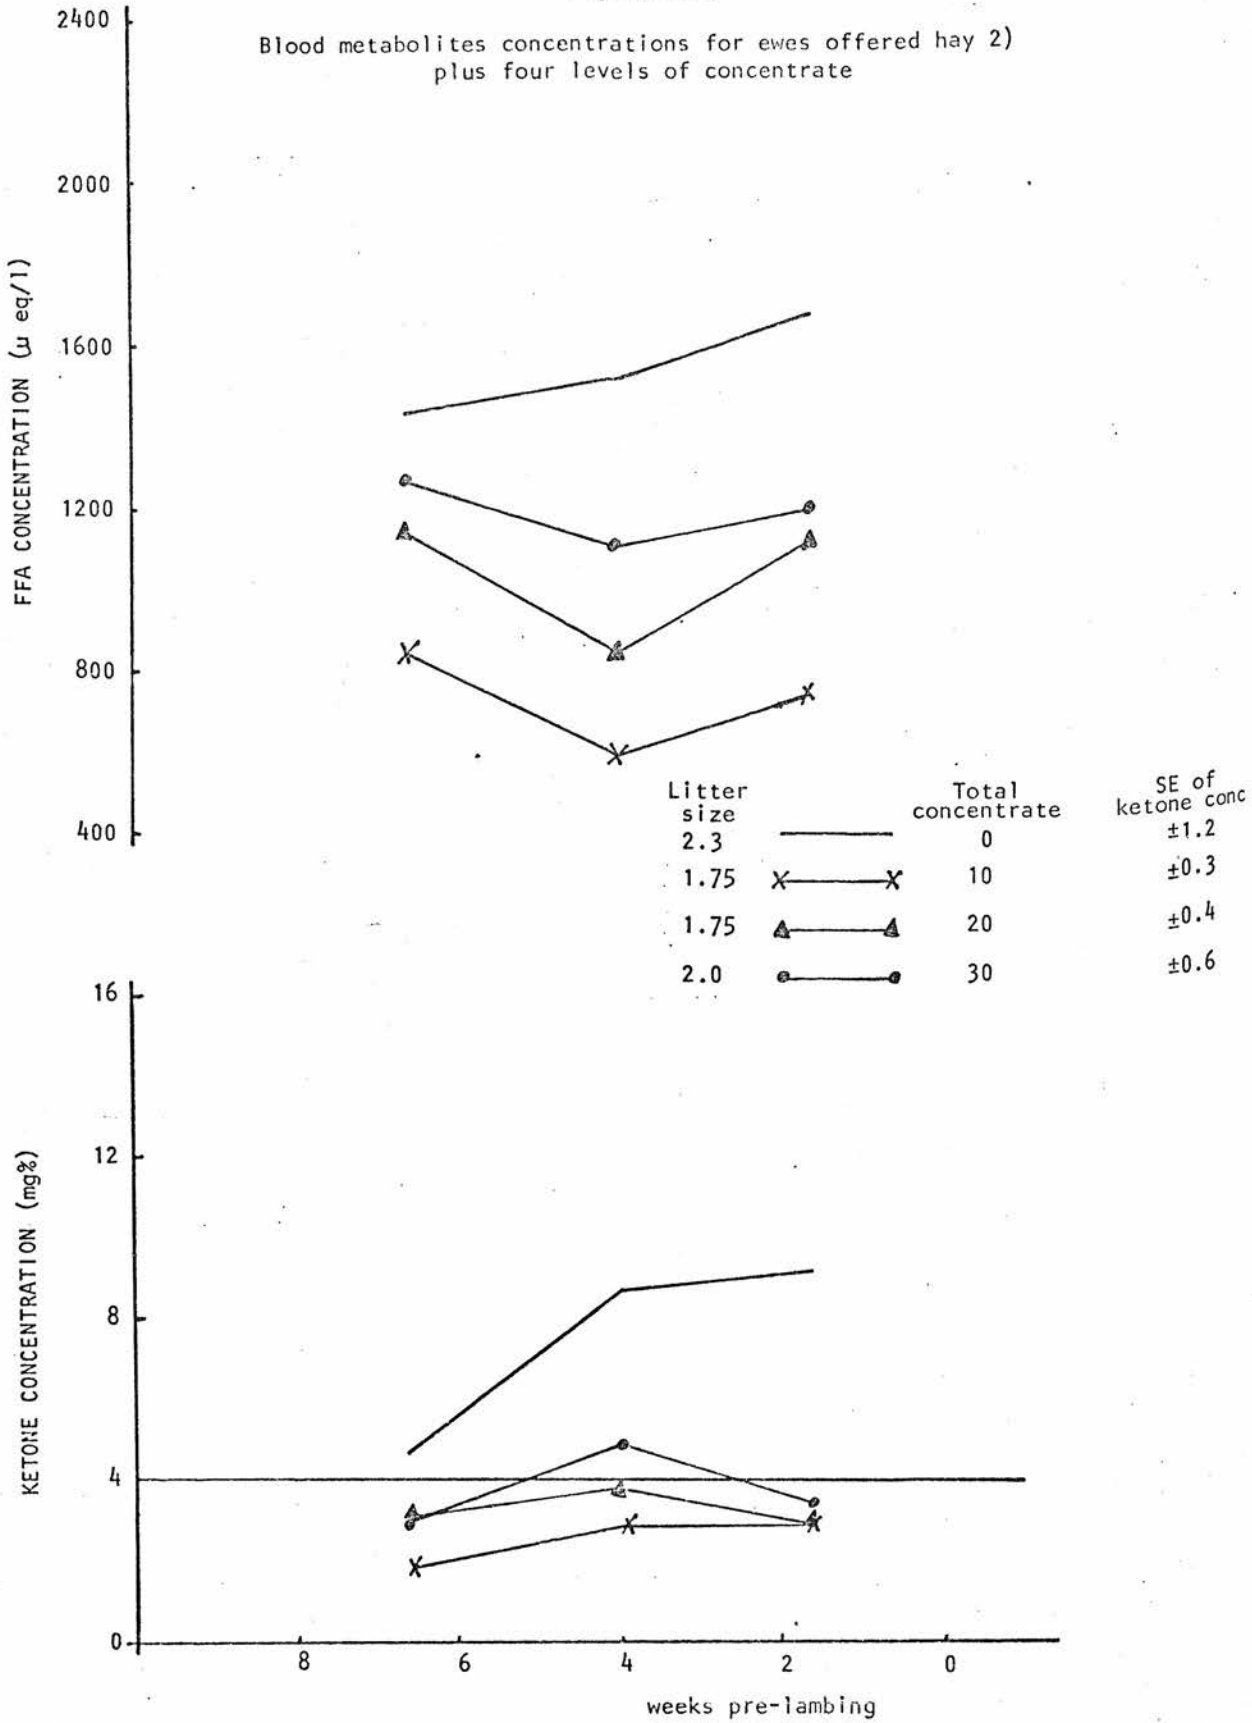 Blood metabolites concentrations for ewes offered hay 2)
plus four levels of concentrate
FFA CONCENTRATION (µ eq/l)
2400
2000
1600
1200
800
400
Litter size
Total concentrate
SE of ketone conc
2.3 0 ±1.2
1.75 X X 10 ±0.3
1.75 20 ±0.4
2.0 30 ±0.6
KETONE CONCENTRATION (mg%)
16
12
8
4
0
8 6 4 2 0
weeks pre-lambing